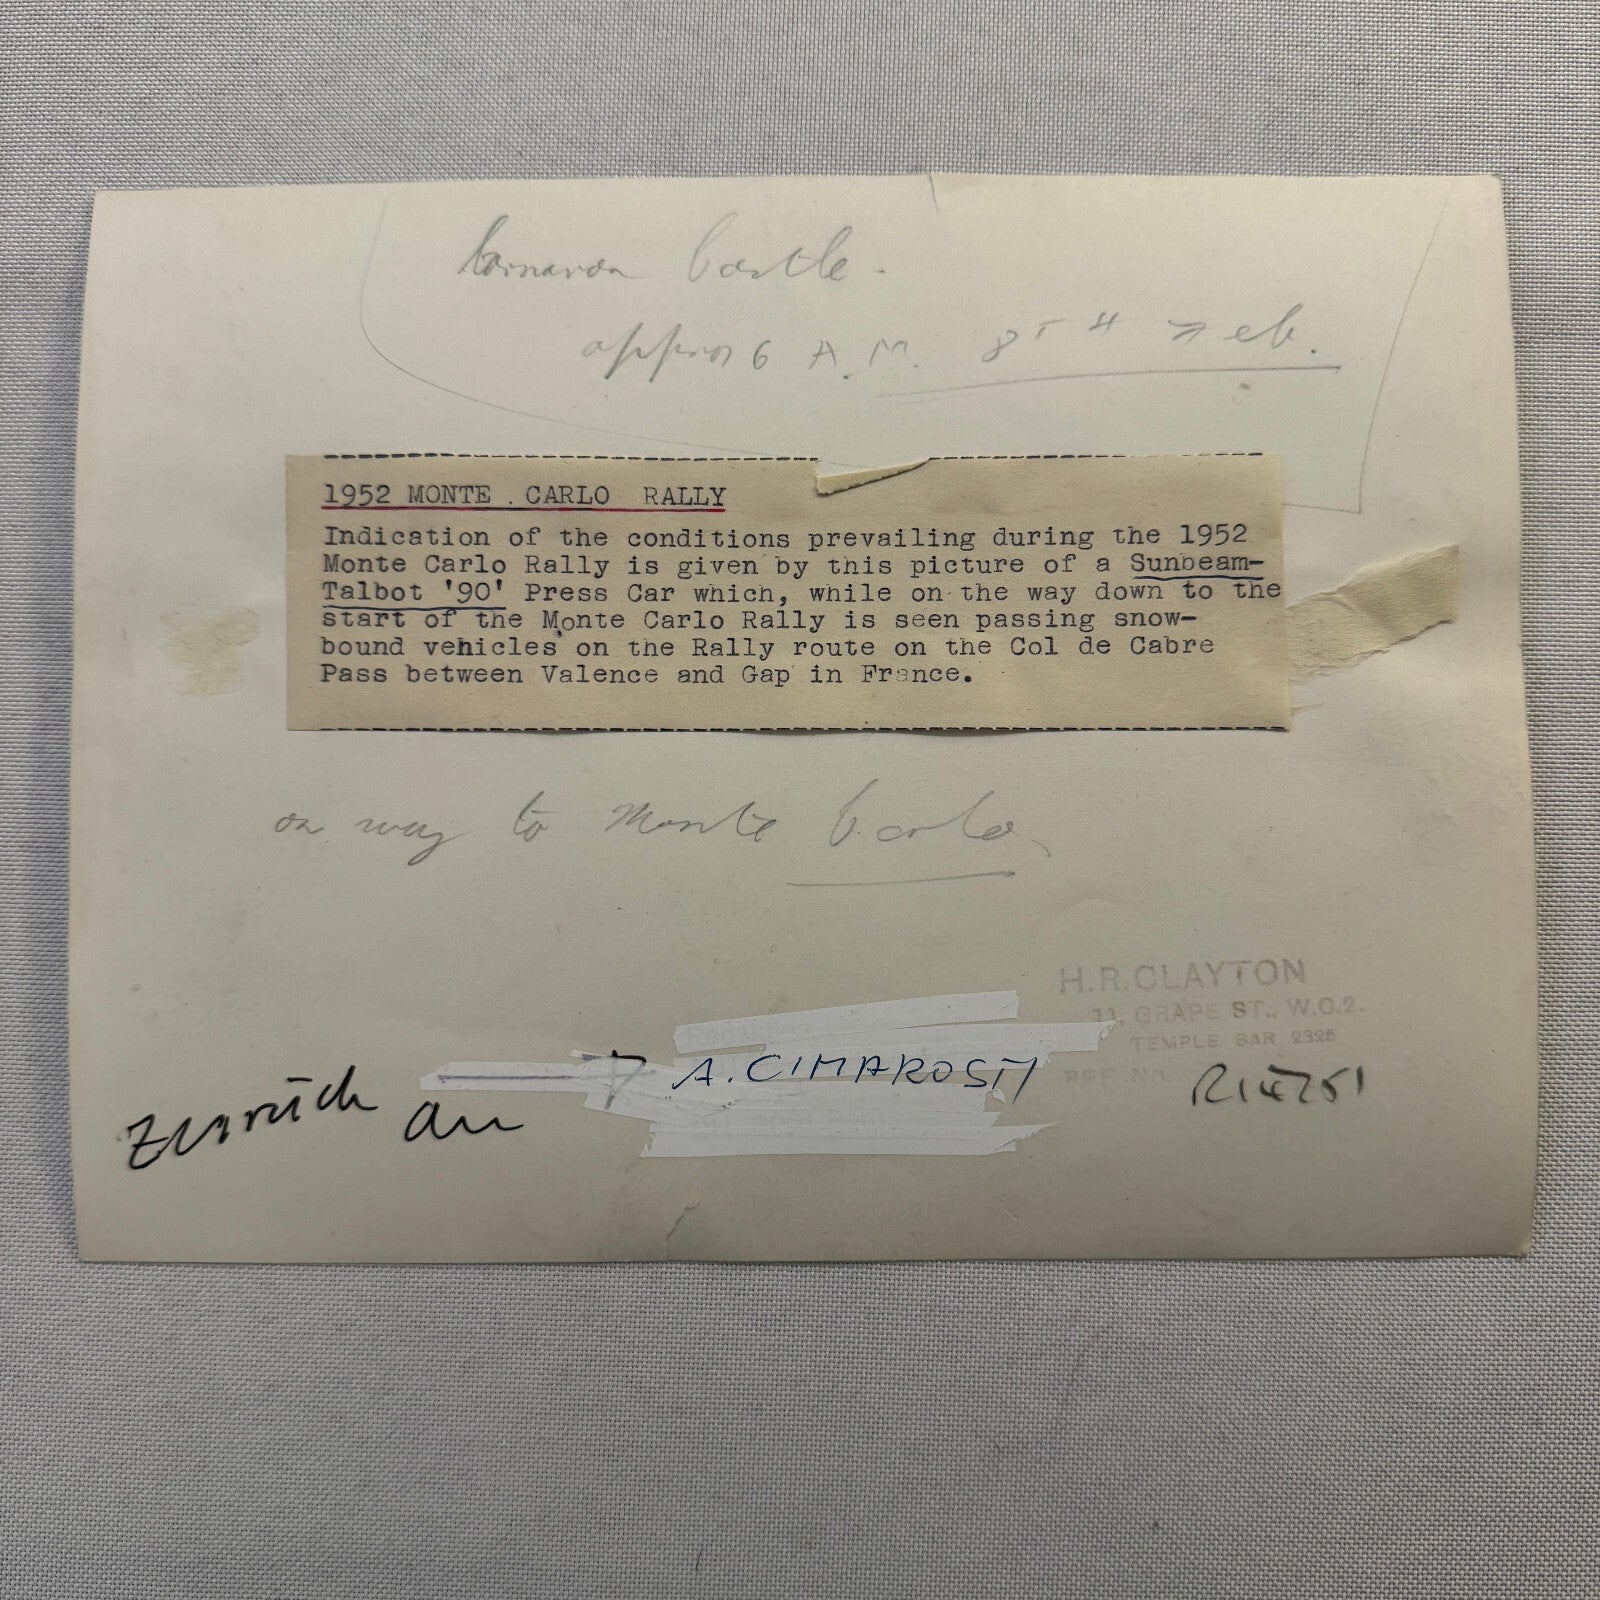 Carnarvon Castle.
approx 6 A.M. 8TH Feb.
1952 MONTE . CARLO RALLY
Indication of the conditions prevailing during the 1952
Monte Carlo Rally is given by this picture of a Sunbeam-
Talbot '90' Press Car which, while on the way down to the
start of the Monte Carlo Rally is seen passing snow-
bound vehicles on the Rally route on the Col de Cabre
Pass between Valence and Gap in France.
on way to Monte Carlo
H.R.CLAYTON
11, GRAPE ST., W.C.2.
TEMPLE BAR 2325
REF. No. R14751
Zurück an → A. CIMAROSTI